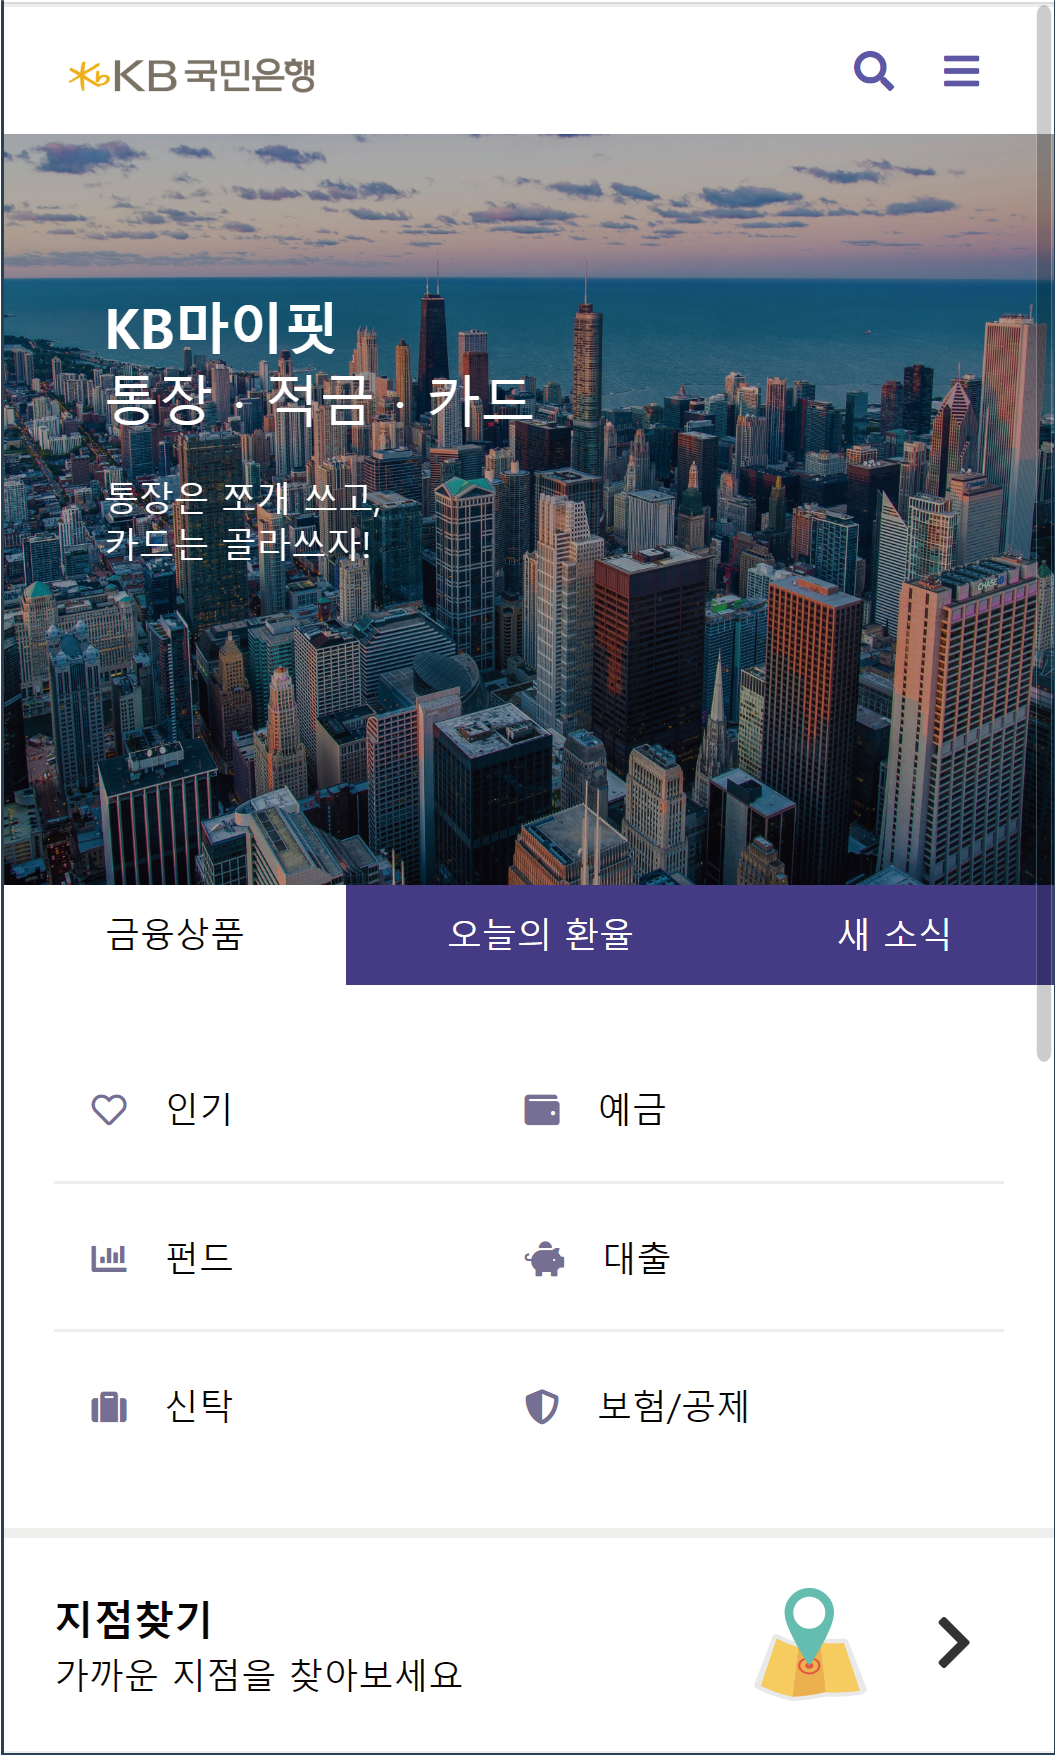 KB 국민은행
KB마이핏
통장 · 적금 · 카드
통장은 쪼개 쓰고,
카드는 골라쓰자!
CHASE
금융상품 오늘의 환율 새 소식
인기 예금
펀드 대출
신탁 보험/공제
지점찾기
가까운 지점을 찾아보세요